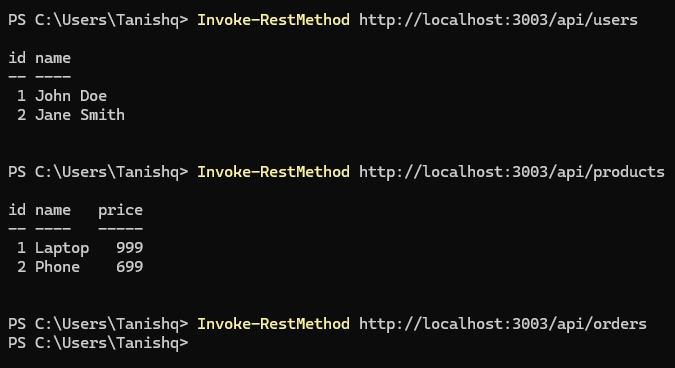 PS C:\Users\Tanishq> Invoke-RestMethod http://localhost:3003/api/users
id name
-- ----
1 John Doe
2 Jane Smith
PS C:\Users\Tanishq> Invoke-RestMethod http://localhost:3003/api/products
id name price
-- ---- -----
1 Laptop 999
2 Phone 699
PS C:\Users\Tanishq> Invoke-RestMethod http://localhost:3003/api/orders
PS C:\Users\Tanishq>